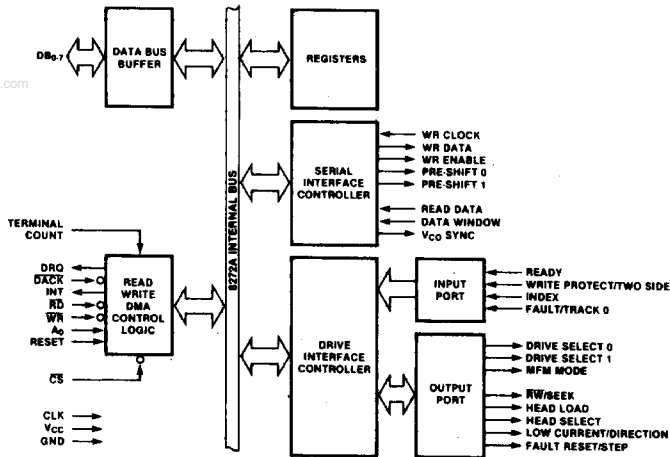 DB0-7
DATA BUS
BUFFER
REGISTERS
.com
8272A INTERNAL BUS
SERIAL
INTERFACE
CONTROLLER
WR CLOCK
WR DATA
WR ENABLE
PRE-SHIFT 0
PRE-SHIFT 1
READ DATA
DATA WINDOW
VCO SYNC
TERMINAL
COUNT
DRQ
DACK
INT
RD
WR
A0
RESET
CS
READ
WRITE
DMA
CONTROL
LOGIC
CLK
VCC
GND
DRIVE
INTERFACE
CONTROLLER
INPUT
PORT
READY
WRITE PROTECT/TWO SIDE
INDEX
FAULT/TRACK 0
OUTPUT
PORT
DRIVE SELECT 0
DRIVE SELECT 1
MFM MODE
RW/SEEK
HEAD LOAD
HEAD SELECT
LOW CURRENT/DIRECTION
FAULT RESET/STEP